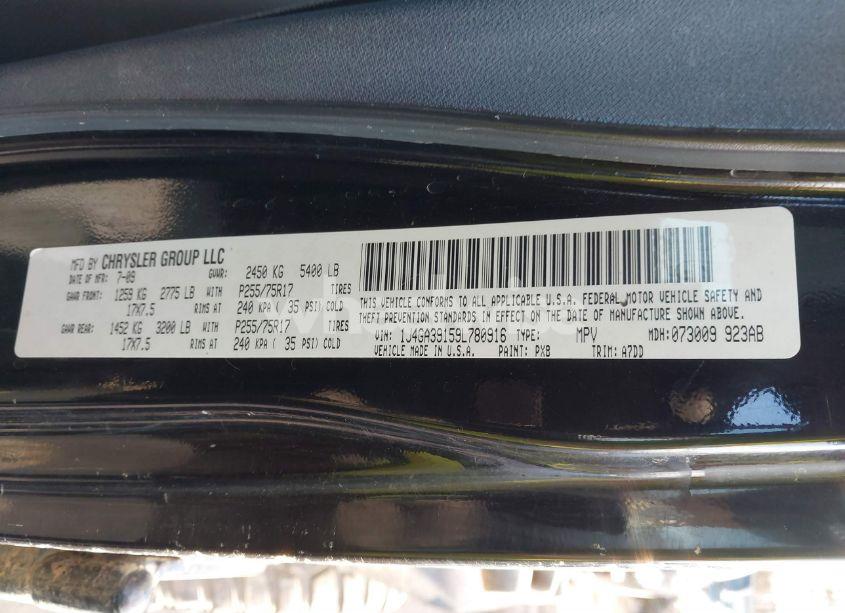 MFD BY CHRYSLER GROUP LLC
DATE OF MFR: 7-09 GVWR: 2450 KG 5400 LB
GAWR FRONT: 1259 KG 2775 LB WITH P255/75R17 TIRES
17X7.5 RIMS AT 240 KPA ( 35 PSI) COLD
GAWR REAR: 1452 KG 3200 LB WITH P255/75R17 TIRES
17X7.5 RIMS AT 240 KPA ( 35 PSI) COLD
THIS VEHICLE CONFORMS TO ALL APPLICABLE U.S.A. FEDERAL MOTOR VEHICLE SAFETY AND
THEFT PREVENTION STANDARDS IN EFFECT ON THE DATE OF MANUFACTURE SHOWN ABOVE.
VIN: 1J4GA39159L780916 TYPE: MPV MDH: 073009 923AB
VEHICLE MADE IN U.S.A. PAINT: PXB TRIM: A7DD